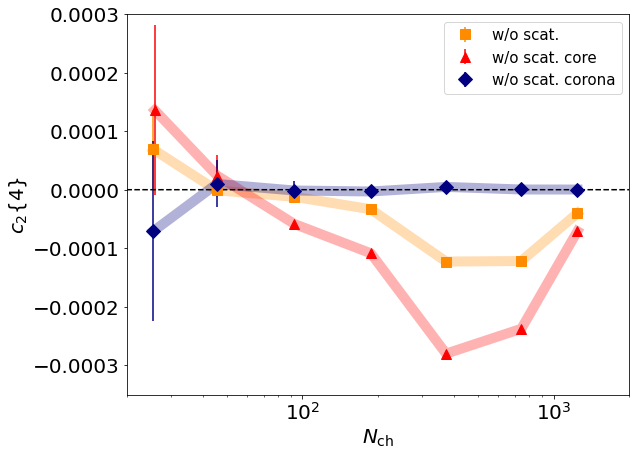 0.0003
0.0002
0.0001
0.0000
−0.0001
−0.0002
−0.0003
c₂{4}
w/o scat.
w/o scat. core
w/o scat. corona
10² 10³
N_ch